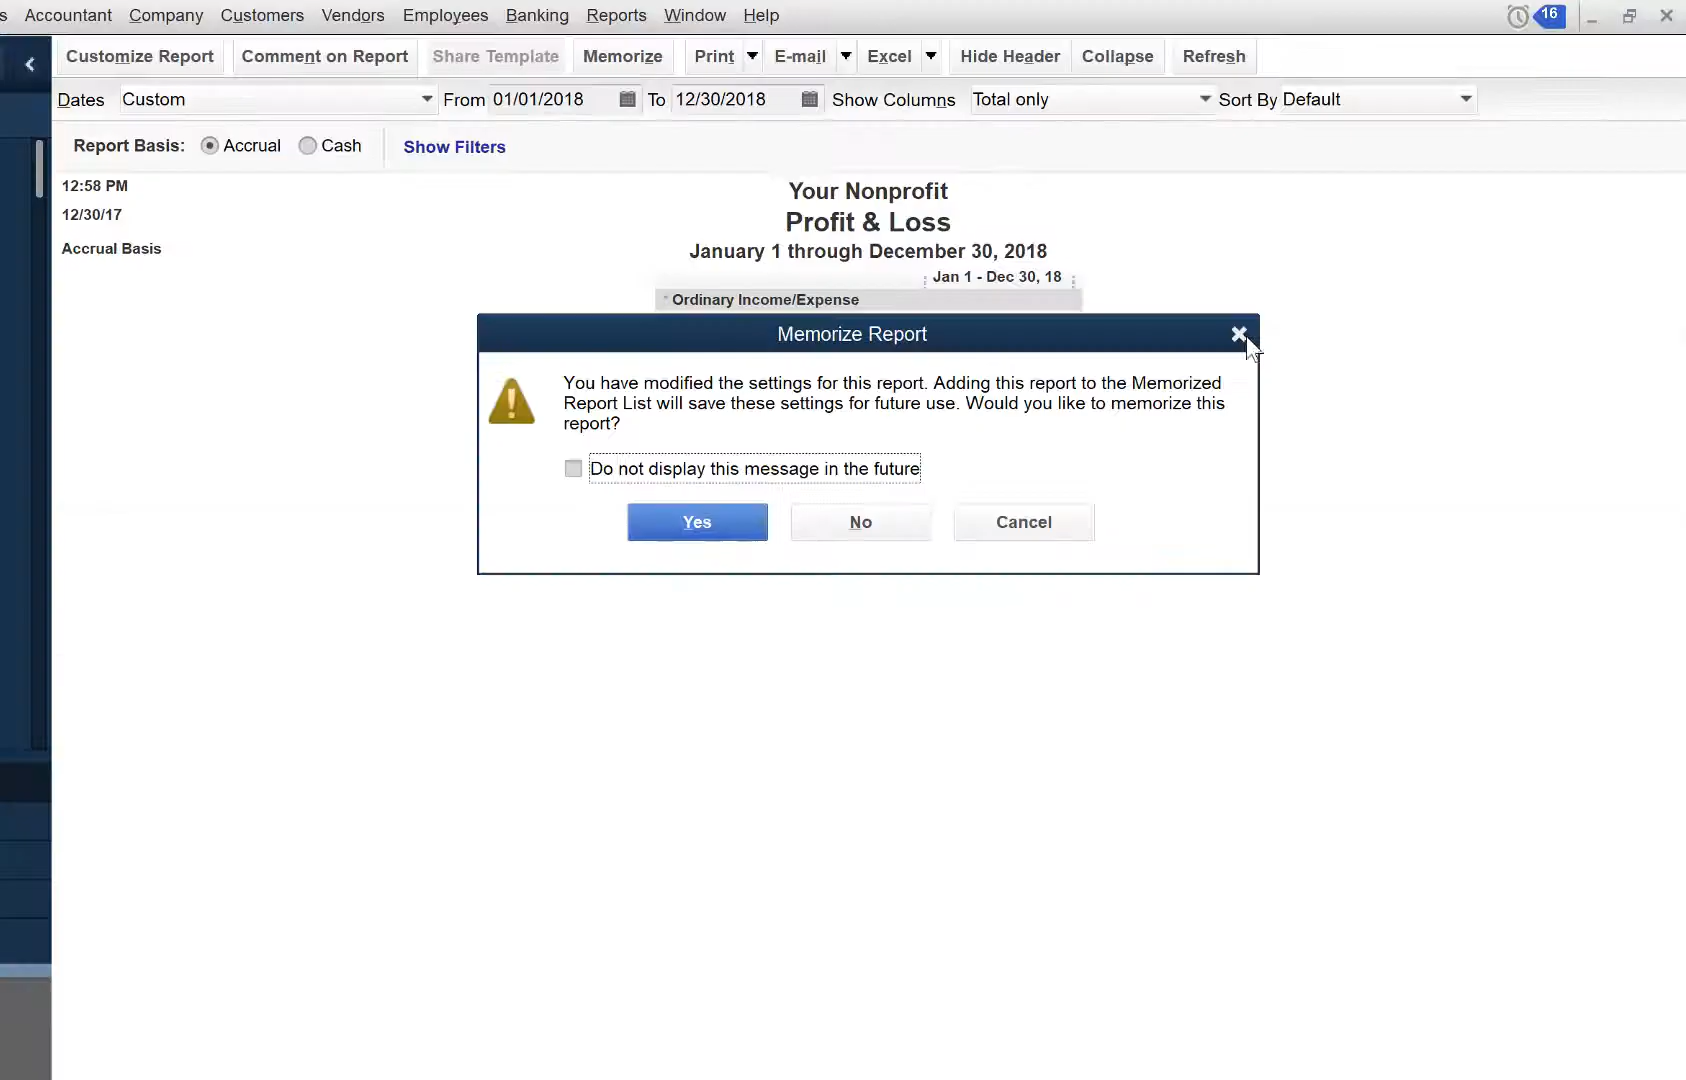 s Accountant Company Customers Vendors Employees Banking Reports Window Help 16
Customize Report Comment on Report Share Template Memorize Print E-mail Excel Hide Header Collapse Refresh
Dates Custom From 01/01/2018 To 12/30/2018 Show Columns Total only Sort By Default
Report Basis: Accrual Cash Show Filters
12:58 PM
12/30/17
Accrual Basis
Your Nonprofit
Profit & Loss
January 1 through December 30, 2018
Jan 1 - Dec 30, 18
Ordinary Income/Expense
Memorize Report
You have modified the settings for this report. Adding this report to the Memorized
Report List will save these settings for future use. Would you like to memorize this
report?
Do not display this message in the future
Yes No Cancel